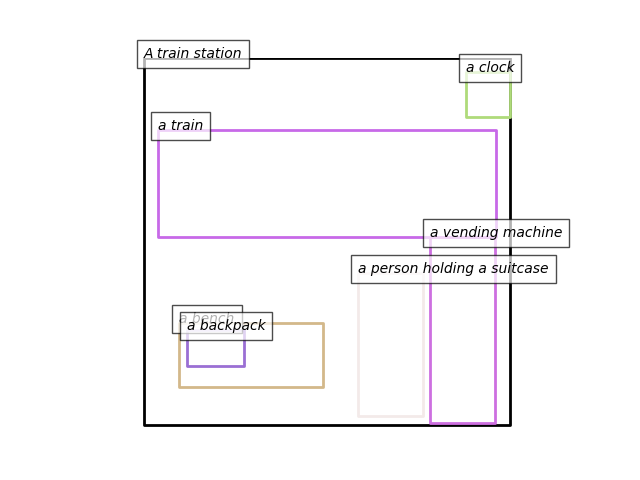 A train station
a clock
a train
a vending machine
a person holding a suitcase
a bench
a backpack